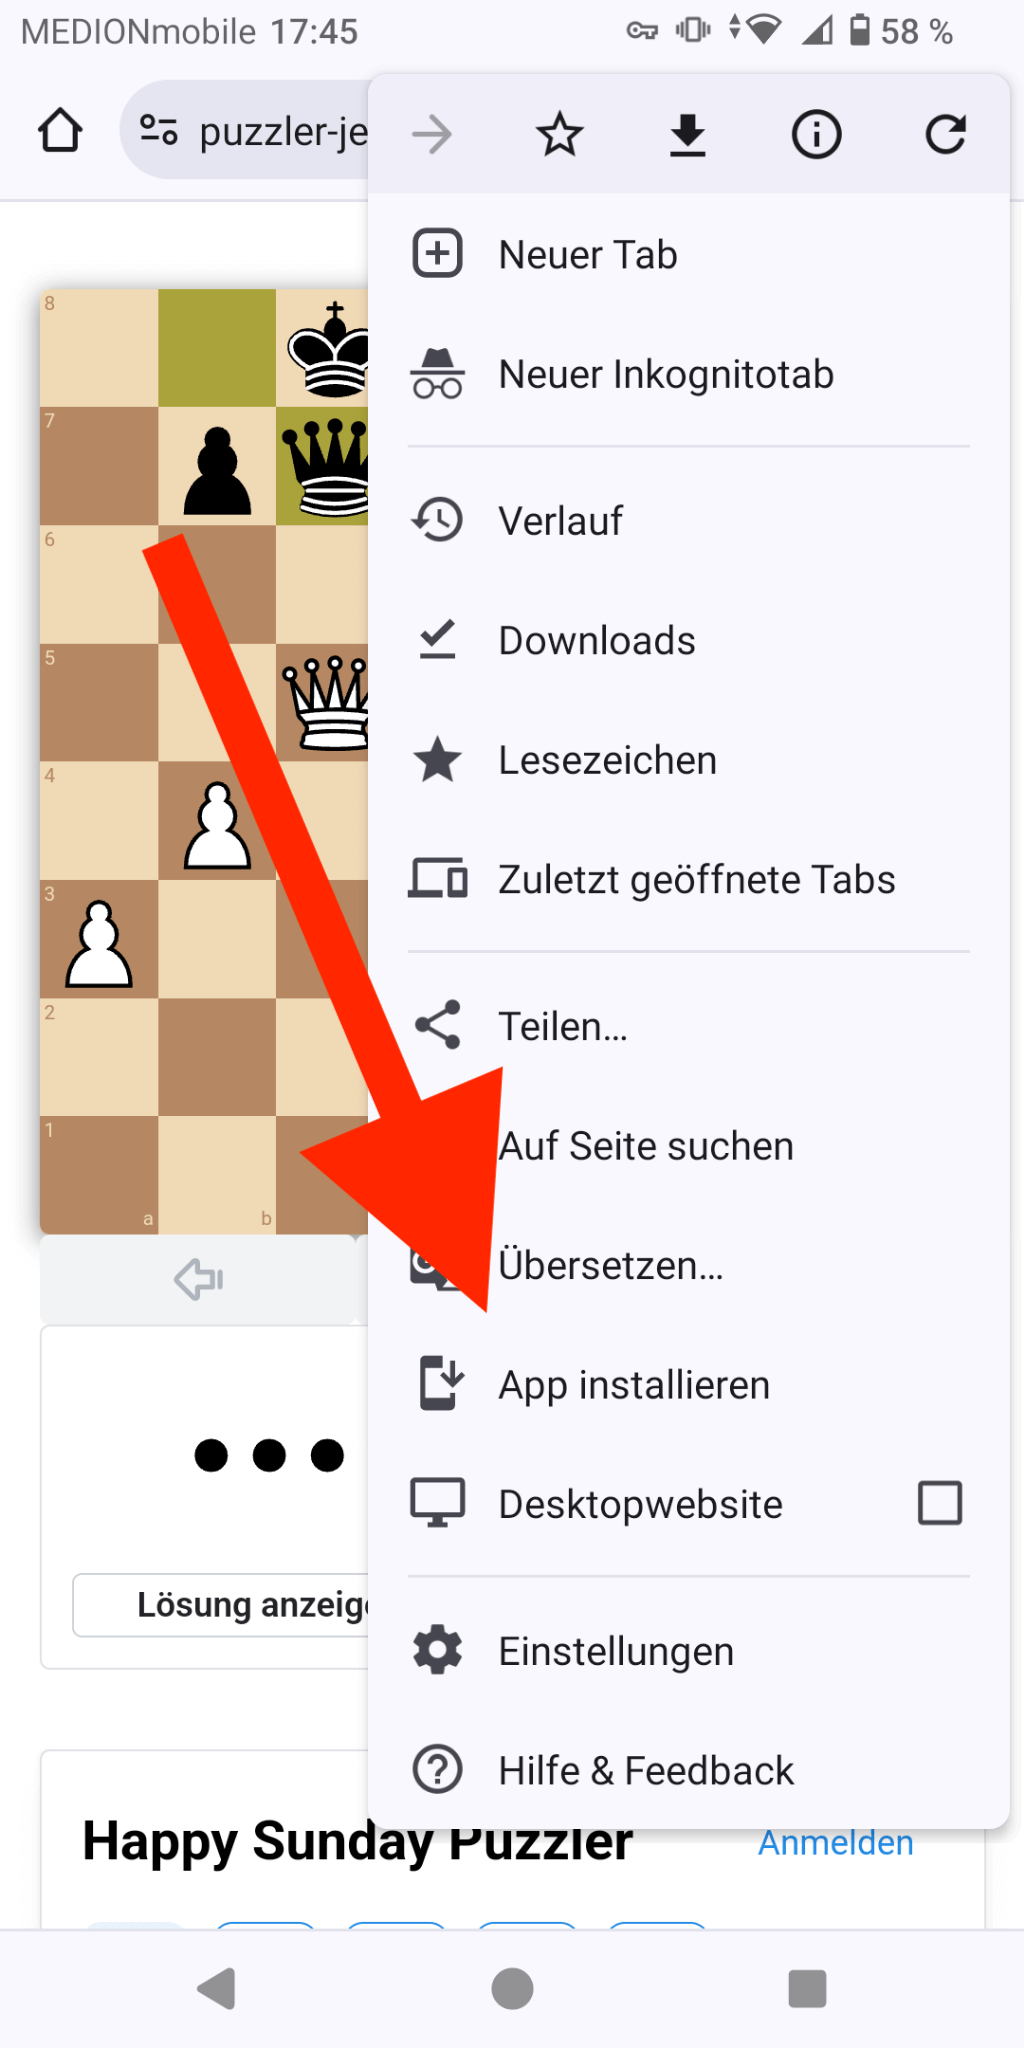 MEDIONmobile 17:45
58 %
puzzler-je
Neuer Tab
Neuer Inkognitotab
Verlauf
Downloads
Lesezeichen
Zuletzt geöffnete Tabs
Teilen…
Auf Seite suchen
Übersetzen…
App installieren
Desktopwebsite
Einstellungen
Hilfe & Feedback
8
7
6
5
4
3
2
1
a
b
Lösung anzeige
Happy Sunday Puzzler
Anmelden